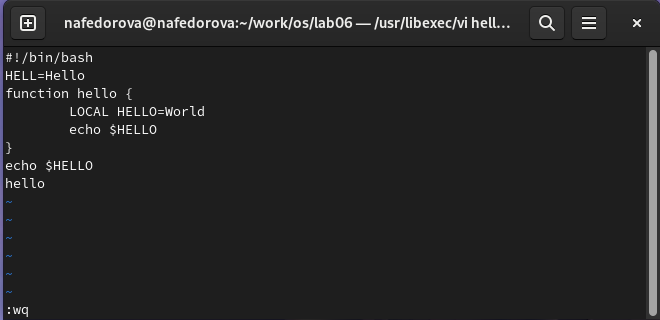 nafedorova@nafedorova:~/work/os/lab06 — /usr/libexec/vi hell...
#!/bin/bash
HELL=Hello
function hello {
        LOCAL HELLO=World
        echo $HELLO
}
echo $HELLO
hello
~
~
~
~
~
~
:wq